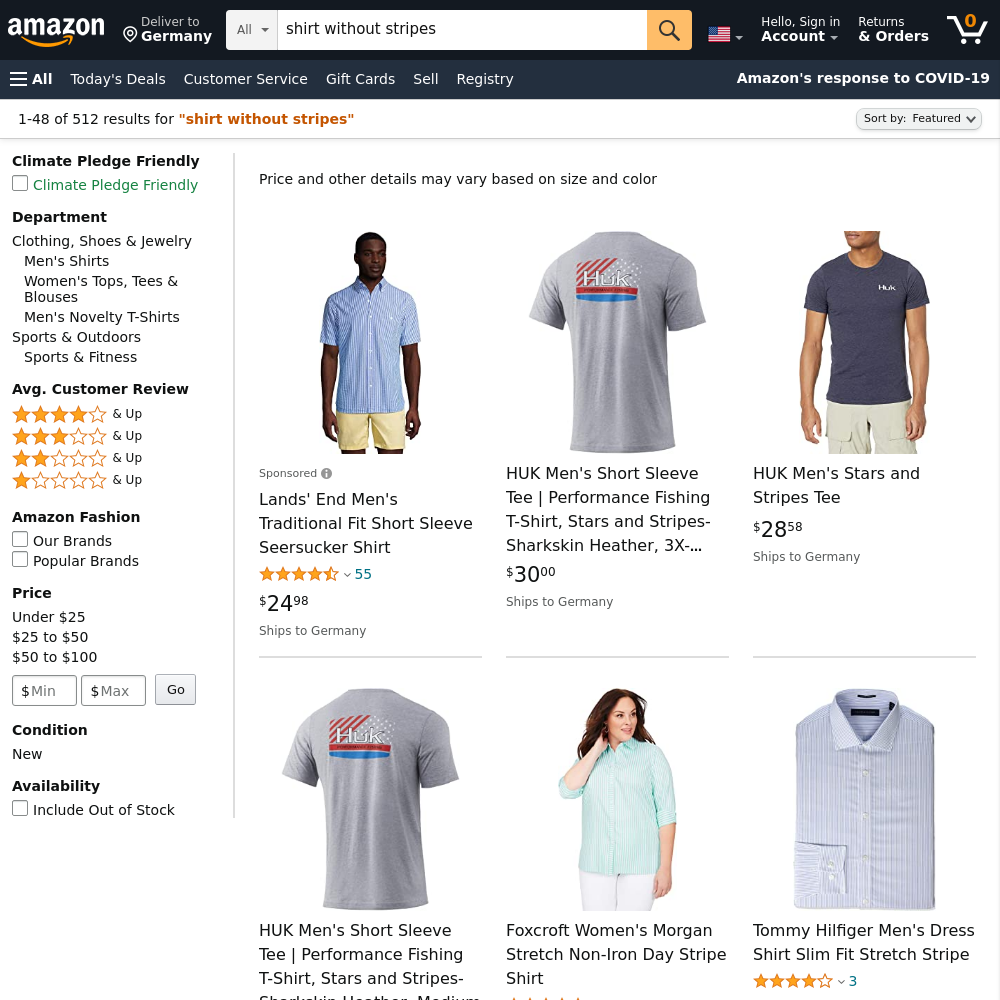 amazon
Deliver to
Germany
All
shirt without stripes
Hello, Sign in
Account
Returns
& Orders
0
All
Today's Deals
Customer Service
Gift Cards
Sell
Registry
Amazon's response to COVID-19
1-48 of 512 results for "shirt without stripes"
Sort by: Featured
Climate Pledge Friendly
Climate Pledge Friendly
Department
Clothing, Shoes & Jewelry
Men's Shirts
Women's Tops, Tees &
Blouses
Men's Novelty T-Shirts
Sports & Outdoors
Sports & Fitness
Avg. Customer Review
& Up
& Up
& Up
& Up
Amazon Fashion
Our Brands
Popular Brands
Price
Under $25
$25 to $50
$50 to $100
$ Min
$ Max
Go
Condition
New
Availability
Include Out of Stock
Price and other details may vary based on size and color
Sponsored
Lands' End Men's
Traditional Fit Short Sleeve
Seersucker Shirt
55
$2498
Ships to Germany
Huk
HUK Men's Short Sleeve
Tee | Performance Fishing
T-Shirt, Stars and Stripes-
Sharkskin Heather, 3X-...
$3000
Ships to Germany
Huk
HUK Men's Stars and
Stripes Tee
$2858
Ships to Germany
Huk
HUK Men's Short Sleeve
Tee | Performance Fishing
T-Shirt, Stars and Stripes-
Sharkskin Heather, Medium
Foxcroft Women's Morgan
Stretch Non-Iron Day Stripe
Shirt
Tommy Hilfiger Men's Dress
Shirt Slim Fit Stretch Stripe
3